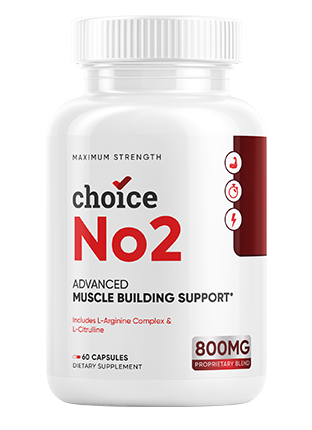 MAXIMUM STRENGTH
choice
No2
ADVANCED
MUSCLE BUILDING SUPPORT*
Includes L-Arginine Complex &
L-Citrulline
60 CAPSULES
DIETARY SUPPLEMENT
800MG
PROPRIETARY BLEND